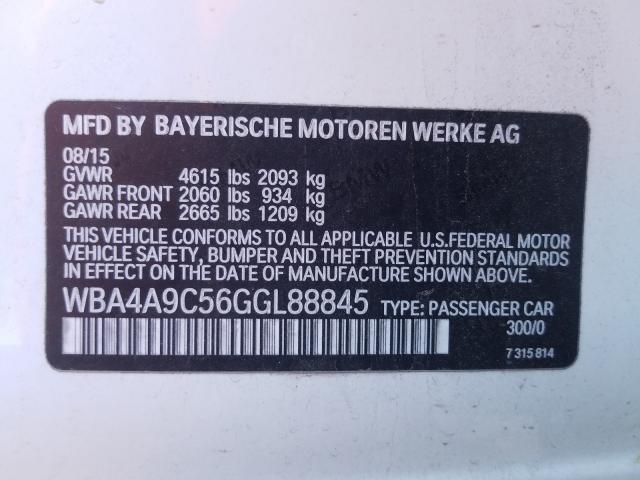 MFD BY BAYERISCHE MOTOREN WERKE AG
08/15
GVWR 4615 lbs 2093 kg
GAWR FRONT 2060 lbs 934 kg
GAWR REAR 2665 lbs 1209 kg
THIS VEHICLE CONFORMS TO ALL APPLICABLE U.S.FEDERAL MOTOR
VEHICLE SAFETY, BUMPER AND THEFT PREVENTION STANDARDS IN
EFFECT ON THE DATE OF MANUFACTURE SHOWN ABOVE.
WBA4A9C56GGL88845 TYPE: PASSENGER CAR
300/0
7 315 814